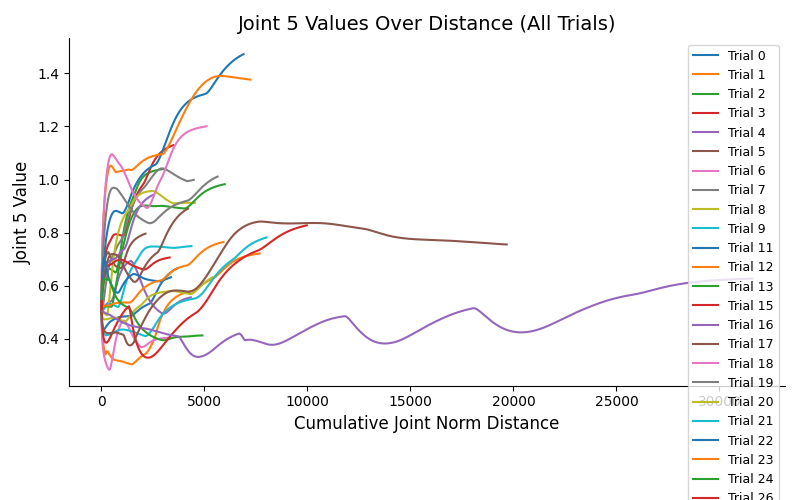 Joint 5 Values Over Distance (All Trials)
Joint 5 Value
1.4
1.2
1.0
0.8
0.6
0.4
0
5000
10000
15000
20000
25000
30000
Cumulative Joint Norm Distance
Trial 0
Trial 1
Trial 2
Trial 3
Trial 4
Trial 5
Trial 6
Trial 7
Trial 8
Trial 9
Trial 11
Trial 12
Trial 13
Trial 15
Trial 16
Trial 17
Trial 18
Trial 19
Trial 20
Trial 21
Trial 22
Trial 23
Trial 24
Trial 26